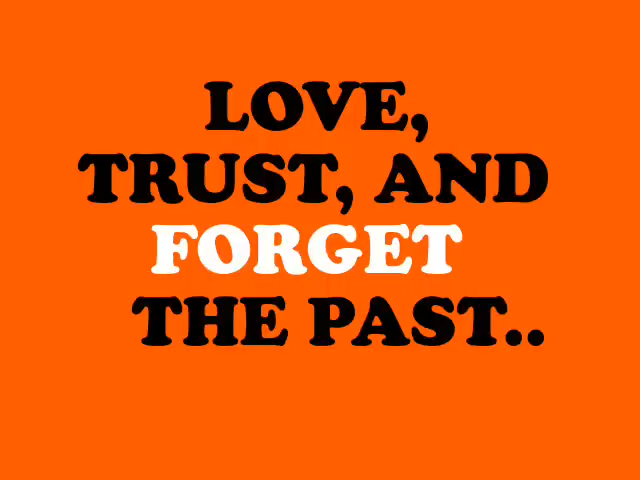 LOVE,
TRUST, AND
FORGET
THE PAST..